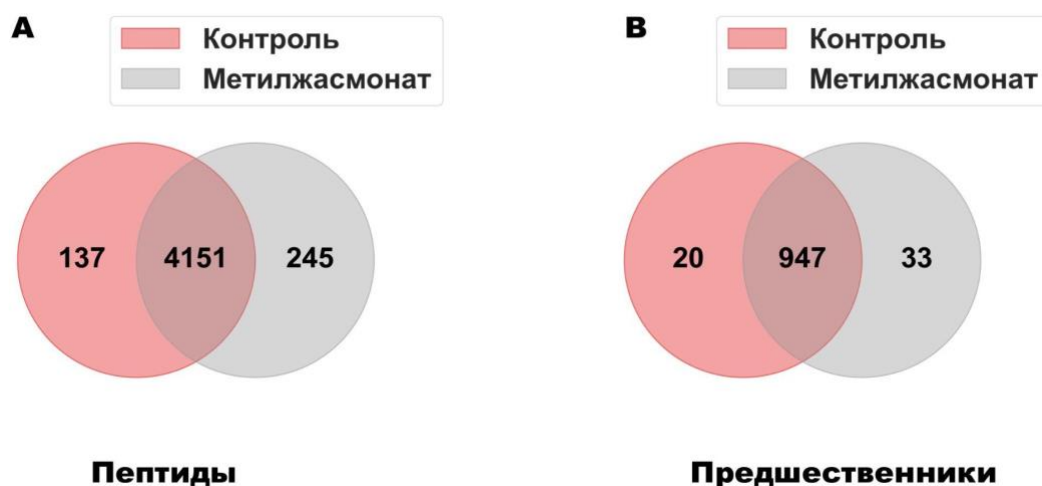 A
Контроль
Метилжасмонат
137
4151
245
Пептиды
B
Контроль
Метилжасмонат
20
947
33
Предшественники